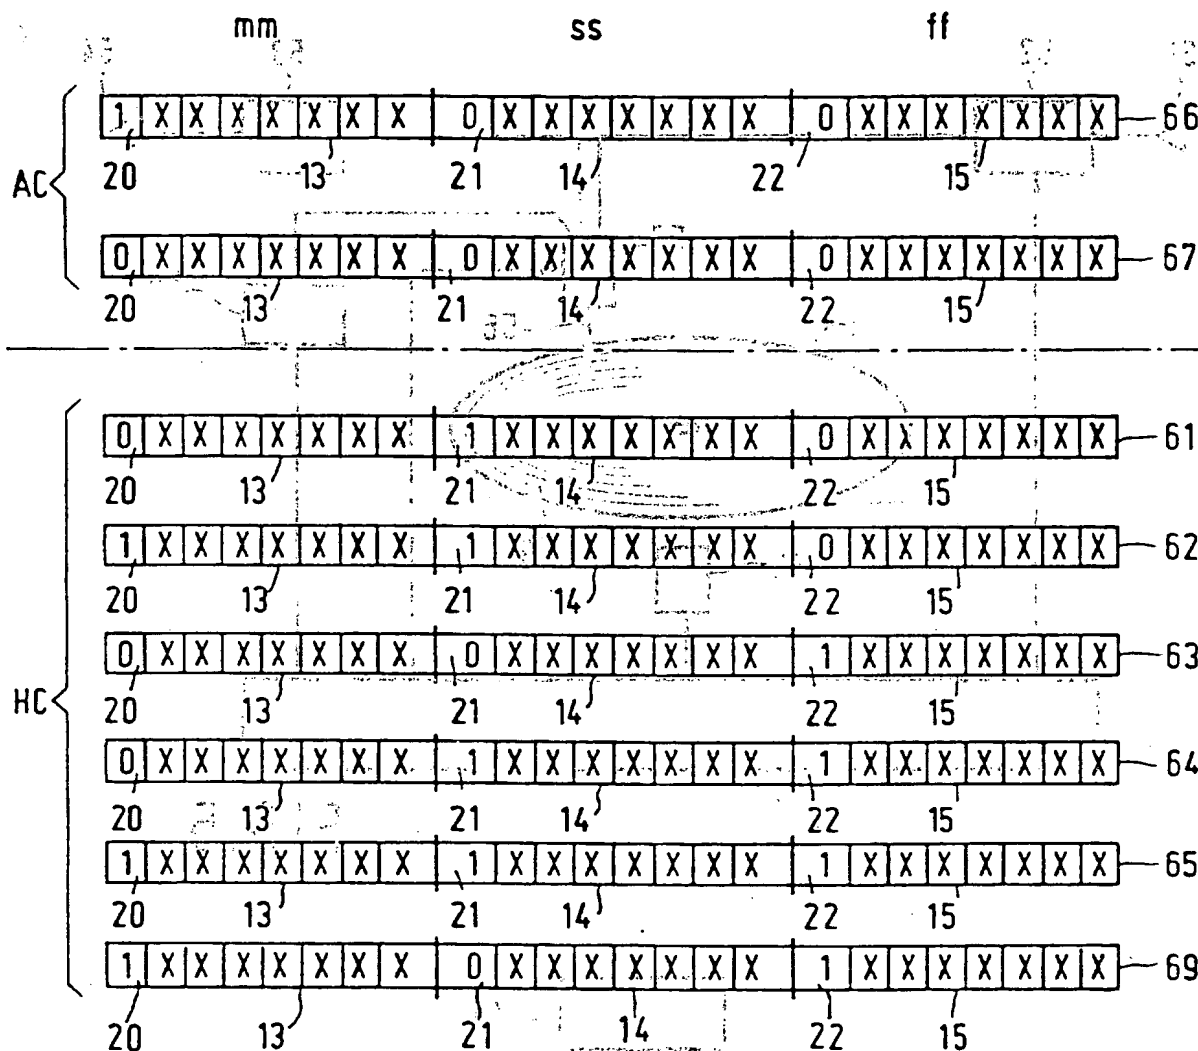 mm ss ff
1 X X X X X X X 0 X X X X X X X 0 X X X X X X X 66
20 13 21 14 22 15
AC
0 X X X X X X X 0 X X X X X X X 0 X X X X X X X 67
20 13 21 14 22 15
0 X X X X X X X 1 X X X X X X X 0 X X X X X X X 61
20 13 21 14 22 15
1 X X X X X X X 1 X X X X X X X 0 X X X X X X X 62
20 13 21 14 22 15
0 X X X X X X X 0 X X X X X X X 1 X X X X X X X 63
HC
20 13 21 14 22 15
0 X X X X X X X 1 X X X X X X X 1 X X X X X X X 64
20 13 21 14 22 15
1 X X X X X X X 1 X X X X X X X 1 X X X X X X X 65
20 13 21 14 22 15
1 X X X X X X X 0 X X X X X X X 1 X X X X X X X 69
20 13 21 14 22 15